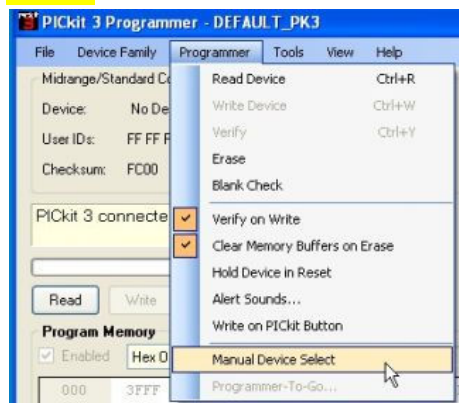 PICkit 3 Programmer - DEFAULT_PK3
File Device Family Programmer Tools View Help
Midrange/Standard
Device: No
User IDs: FF FF
Checksum: FC00
PICkit 3
Read Write
Program Memory
Enabled Hex
000 3FFF
Read Device Ctrl+R
Write Device Ctrl+W
Verify Ctrl+Y
Erase
Blank Check
Verify on Write
Clear Memory Buffers on Erase
Hold Device in Reset
Alert Sounds...
Write on PICkit Button
Manual Device Select
Programmer-To-Go...